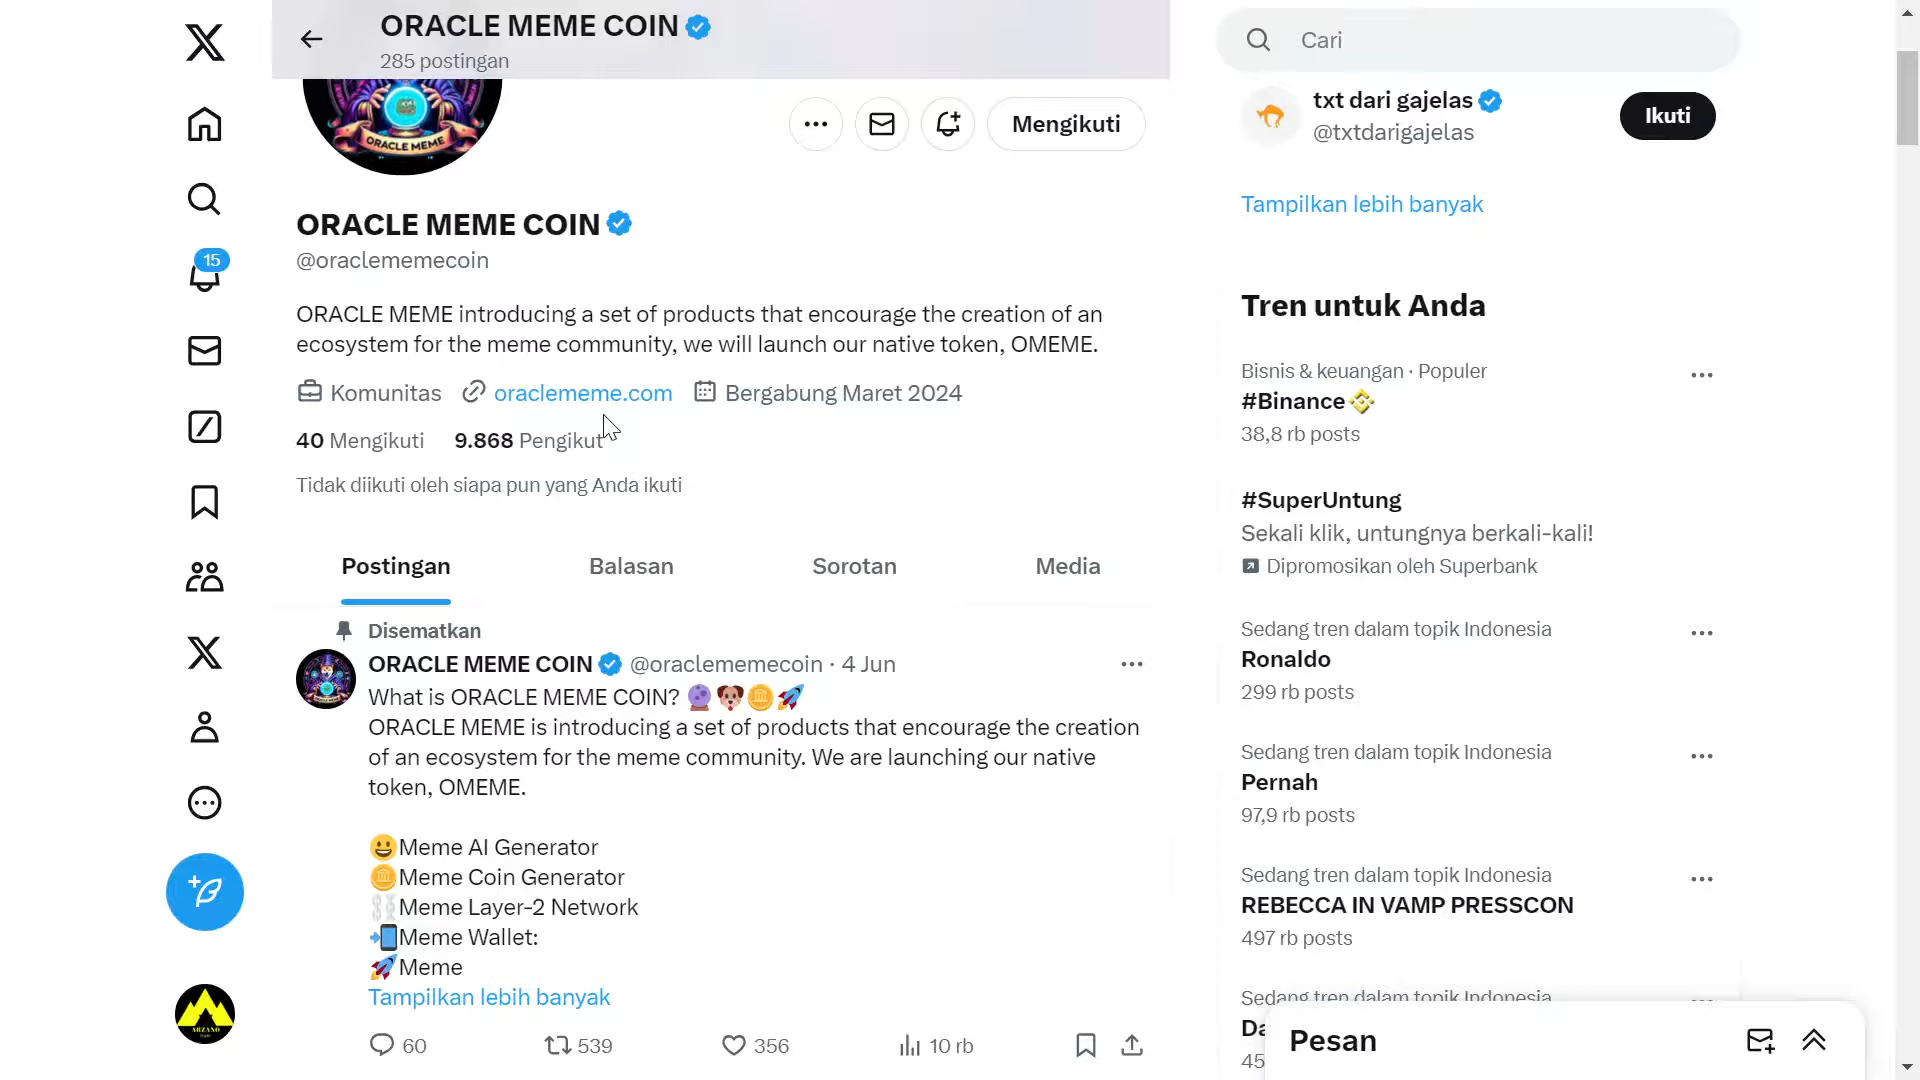 ORACLE MEME COIN
285 postingan
ORACLE MEME
Mengikuti
ORACLE MEME COIN
@oraclememecoin
ORACLE MEME introducing a set of products that encourage the creation of an
ecosystem for the meme community, we will launch our native token, OMEME.
Komunitas oraclememe.com Bergabung Maret 2024
40 Mengikuti 9.868 Pengikut
Tidak diikuti oleh siapa pun yang Anda ikuti
Postingan Balasan Sorotan Media
Disematkan
ORACLE MEME COIN @oraclememecoin · 4 Jun
What is ORACLE MEME COIN? 🔮🐶🪙🚀
ORACLE MEME is introducing a set of products that encourage the creation
of an ecosystem for the meme community. We are launching our native
token, OMEME.
😃Meme AI Generator
🪙Meme Coin Generator
⛓️Meme Layer-2 Network
📲Meme Wallet:
🚀Meme
Tampilkan lebih banyak
60 539 356 10 rb
15
ARZANO
Cari
txt dari gajelas
@txtdarigajelas
Ikuti
Tampilkan lebih banyak
Tren untuk Anda
Bisnis & keuangan · Populer
#Binance
38,8 rb posts
#SuperUntung
Sekali klik, untungnya berkali-kali!
Dipromosikan oleh Superbank
Sedang tren dalam topik Indonesia
Ronaldo
299 rb posts
Sedang tren dalam topik Indonesia
Pernah
97,9 rb posts
Sedang tren dalam topik Indonesia
REBECCA IN VAMP PRESSCON
497 rb posts
Sedang tren dalam topik Indonesia
Pesan